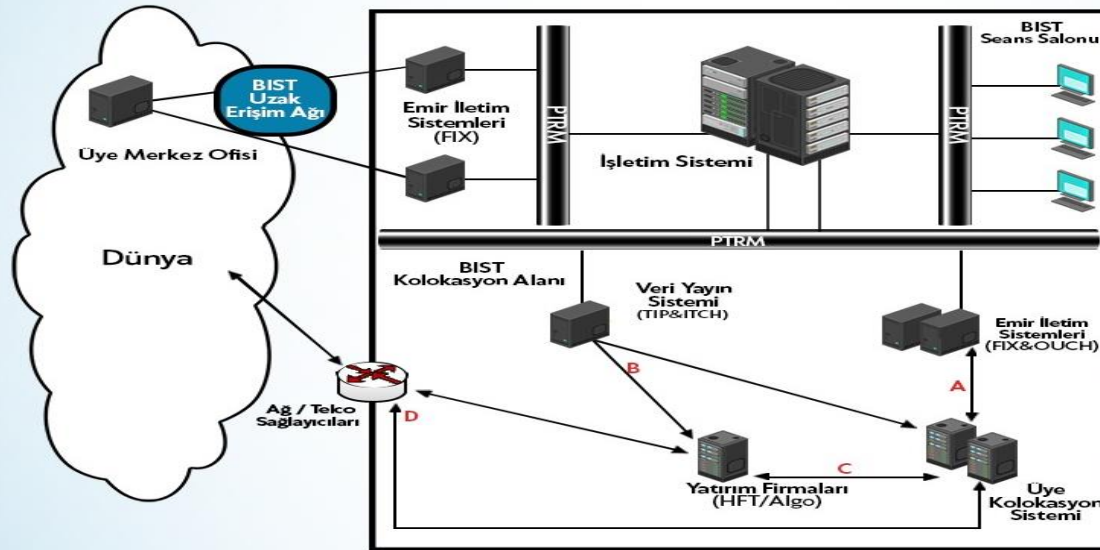 BIST
Uzak
Erişim Ağı
Üye Merkez Ofisi
Dünya
Emir İletim
Sistemleri
(FIX)
PTRM
İşletim Sistemi
PTRM
BIST
Seans Salonu
PTRM
BIST
Kolokasyon Alanı
Veri Yayın
Sistemi
(TIP&ITCH)
Emir İletim
Sistemleri
(FIX&OUCH)
B
A
Ağ / Teko
Sağlayıcıları
D
C
Yatırım Firmaları
(HFT/Algo)
Üye
Kolokasyon
Sistemi